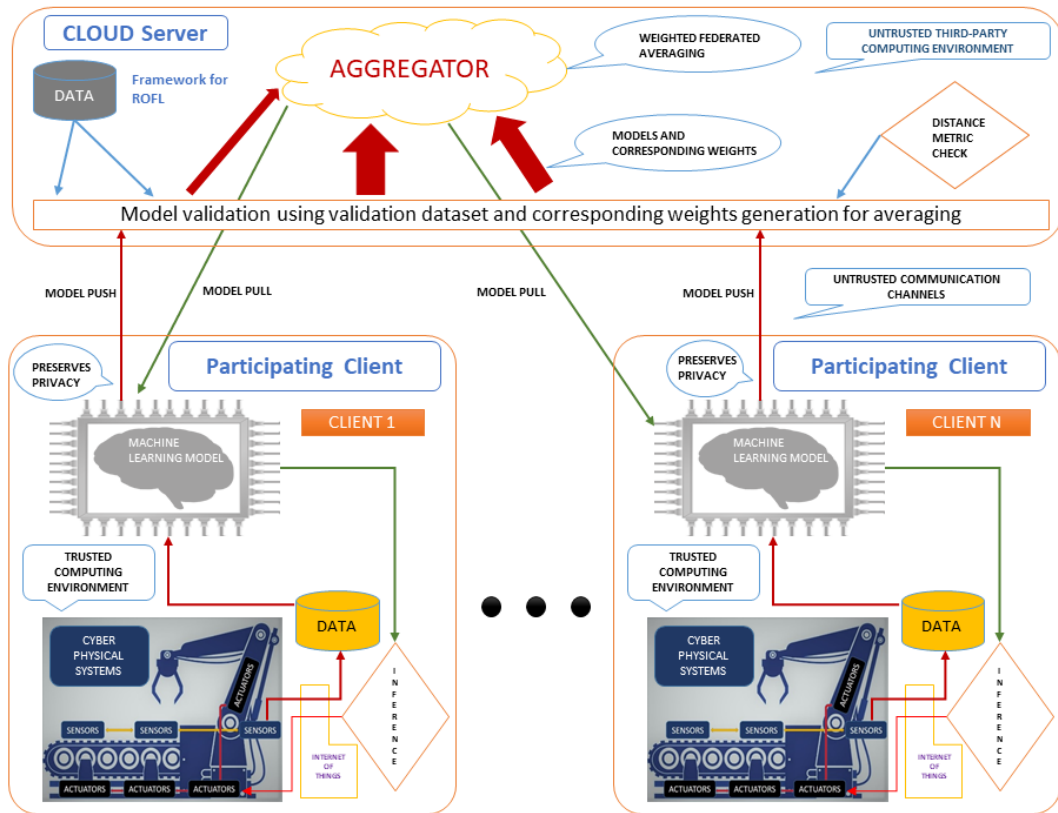 CLOUD Server
DATA
Framework for
ROFL
AGGREGATOR
WEIGHTED FEDERATED
AVERAGING
UNTRUSTED THIRD-PARTY
COMPUTING ENVIRONMENT
MODELS AND
CORRESPONDING WEIGHTS
DISTANCE
METRIC
CHECK
Model validation using validation dataset and corresponding weights generation for averaging
MODEL PUSH
MODEL PULL
MODEL PULL
MODEL PUSH
UNTRUSTED COMMUNICATION
CHANNELS
PRESERVES
PRIVACY
Participating Client
CLIENT 1
MACHINE
LEARNING MODEL
TRUSTED
COMPUTING
ENVIRONMENT
DATA
CYBER
PHYSICAL
SYSTEMS
ACTUATORS
SENSORS
SENSORS
SENSORS
ACTUATORS
ACTUATORS
ACTUATORS
INTERNET
OF
THINGS
I
N
F
E
R
E
N
C
E
PRESERVES
PRIVACY
Participating Client
CLIENT N
MACHINE
LEARNING MODEL
TRUSTED
COMPUTING
ENVIRONMENT
DATA
CYBER
PHYSICAL
SYSTEMS
ACTUATORS
SENSORS
SENSORS
SENSORS
ACTUATORS
ACTUATORS
ACTUATORS
INTERNET
OF
THINGS
I
N
F
E
R
E
N
C
E